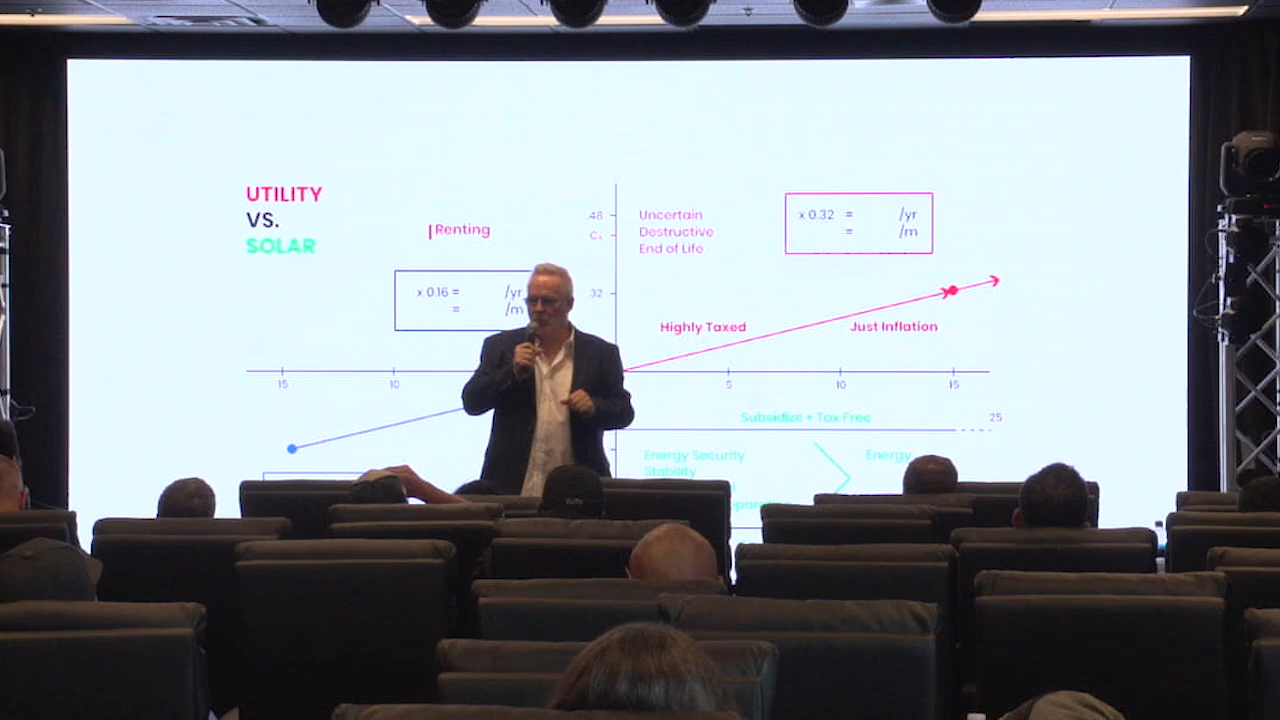 UTILITY
VS.
SOLAR
Renting
x 0.16 = /yr
= /m
.48
.32
Uncertain
Destructive
End of Life
x 0.32 = /yr
= /m
Highly Taxed
Just Inflation
15
10
5
10
15
Subsidize + Tax Free
25
Energy Security
Stability
Energy